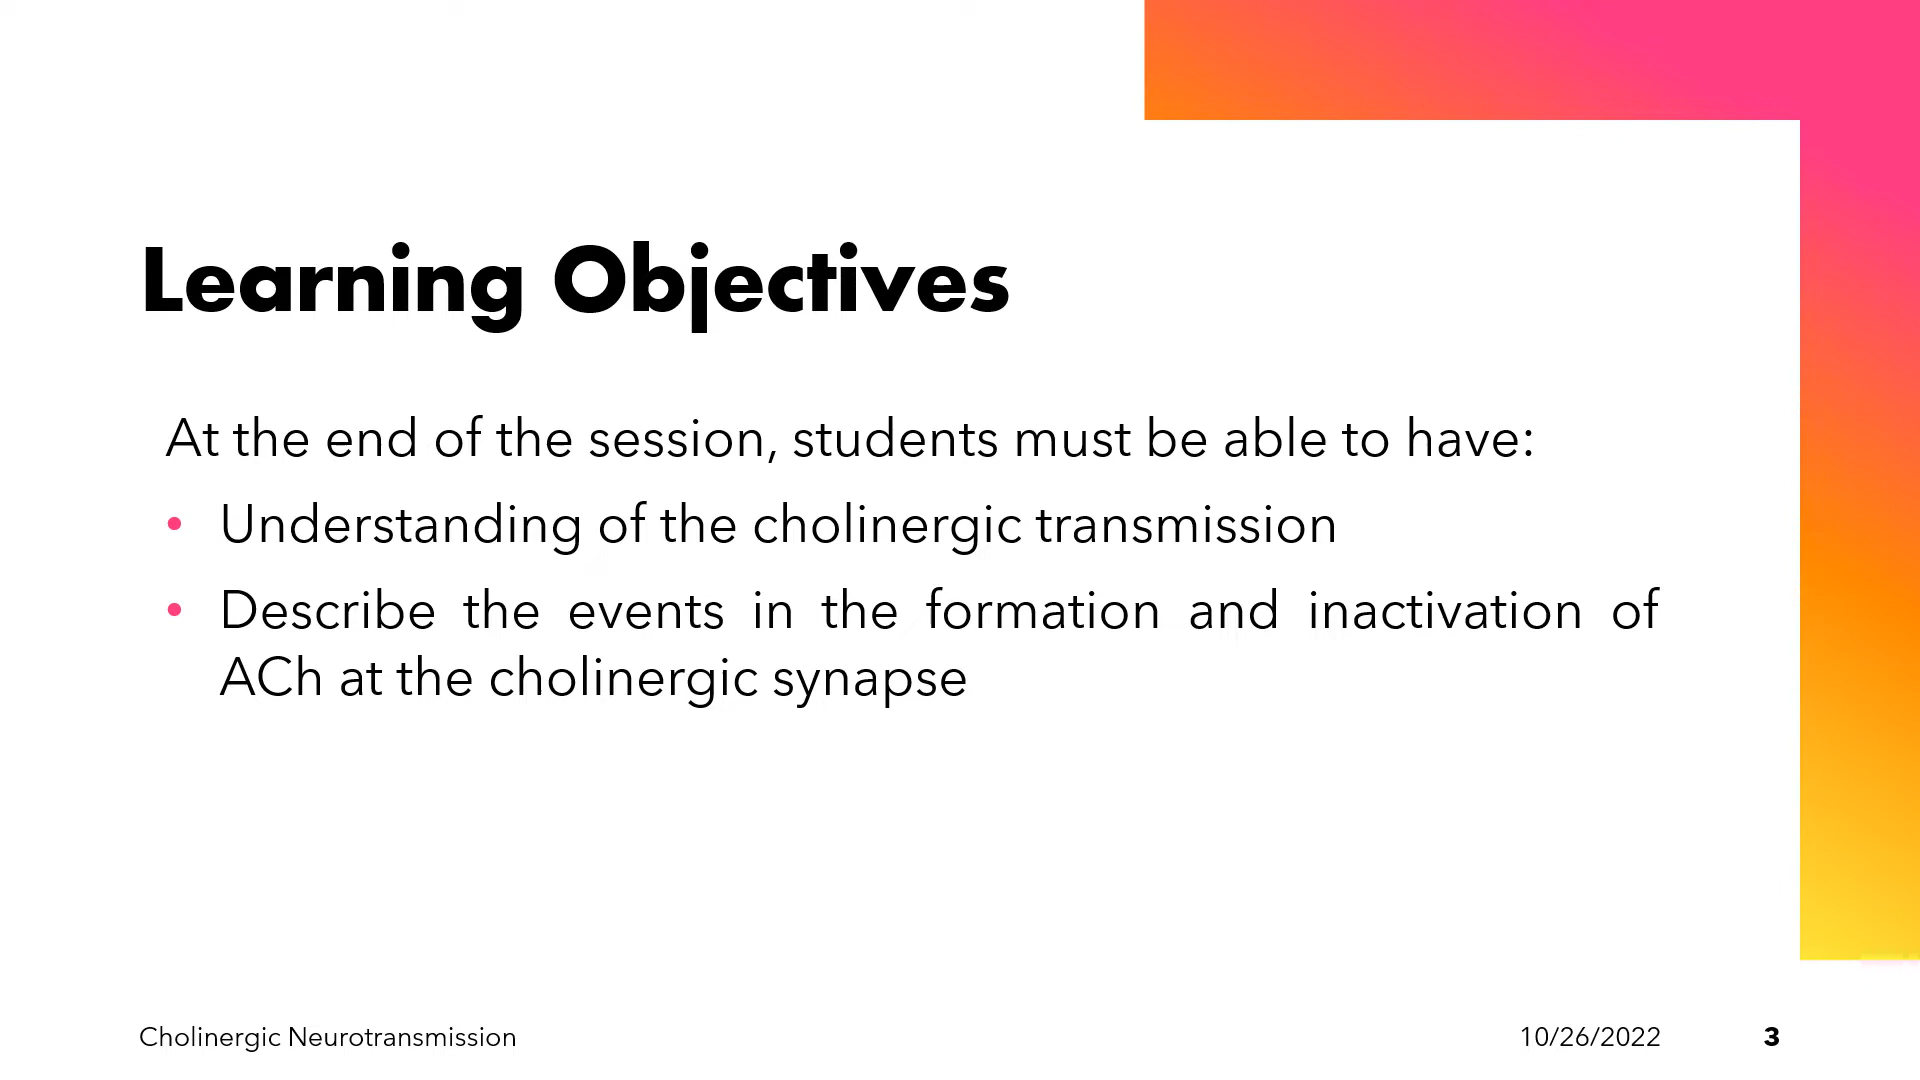 Learning Objectives
At the end of the session, students must be able to have:
• Understanding of the cholinergic transmission
• Describe the events in the formation and inactivation of
ACh at the cholinergic synapse
Cholinergic Neurotransmission
10/26/2022
3